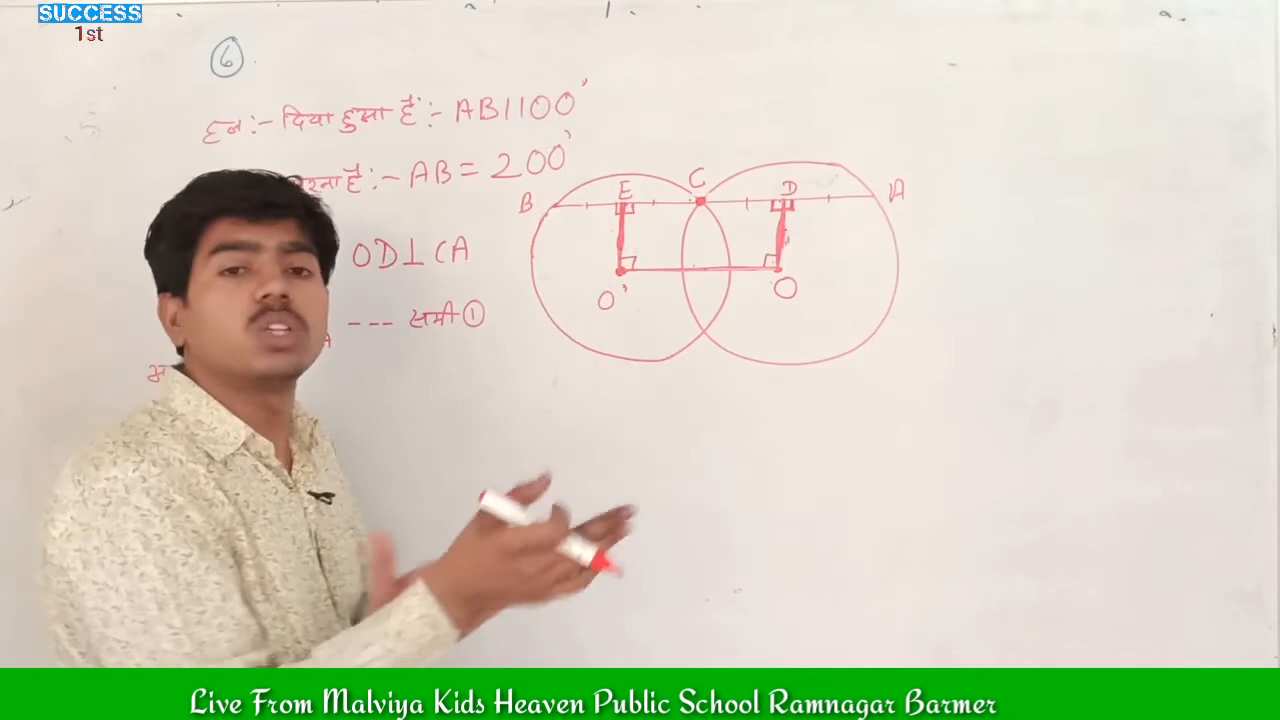 SUCCESS
1st
6
हल :- दिया हुआ है :- AB || OO'
है :- AB = 2OO'
B E C D A
OD ⊥ CA
O' O
--- समी ①
Live From Malviya Kids Heaven Public School Ramnagar Barmer